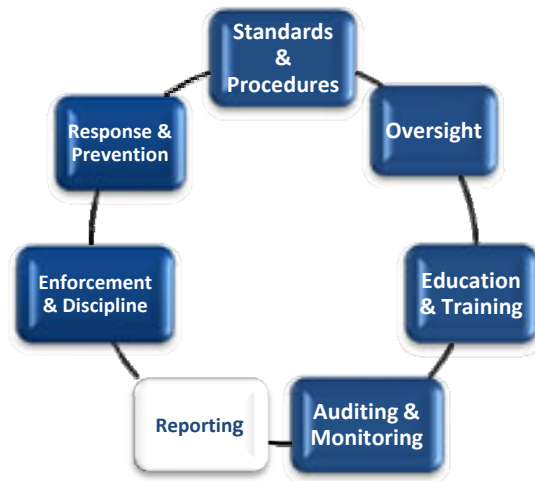 Standards
&
Procedures
Oversight
Education
& Training
Auditing &
Monitoring
Reporting
Enforcement
& Discipline
Response &
Prevention